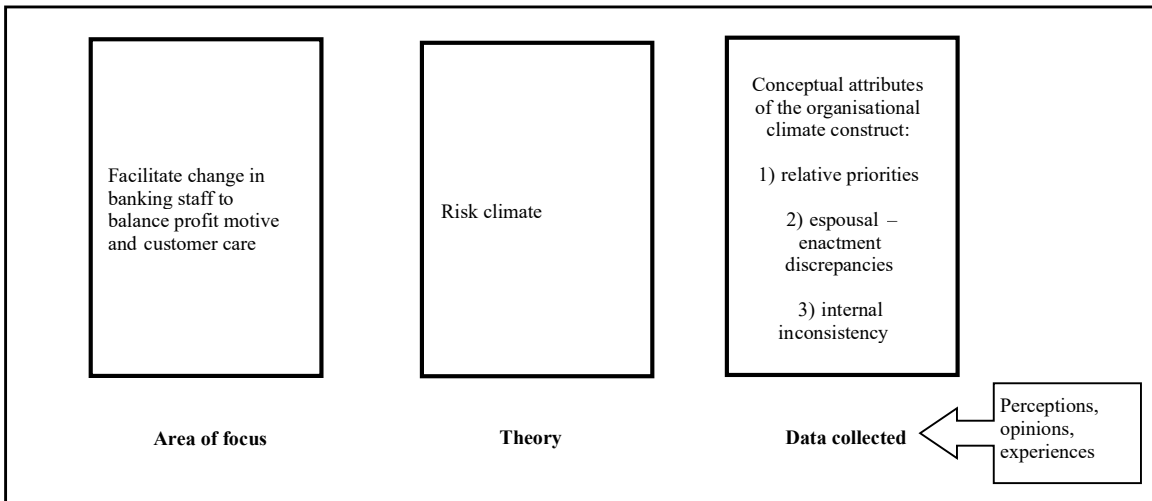 Facilitate change in
banking staff to
balance profit motive
and customer care
Risk climate
Conceptual attributes
of the organisational
climate construct:
1) relative priorities
2) espousal –
enactment
discrepancies
3) internal
inconsistency
Area of focus
Theory
Data collected
Perceptions,
opinions,
experiences